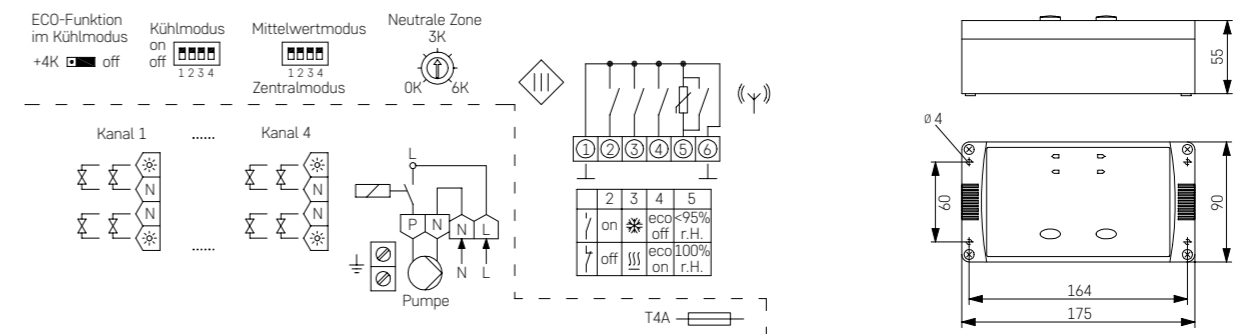 ECO-Funktion
im Kühlmodus
+4K off
Kühlmodus
on
off
1 2 3 4
Mittelwertmodus
1 2 3 4
Zentralmodus
Neutrale Zone
3K
0K 6K
Kanal 1 ...... Kanal 4
N
N
N
N
......
L
P N N L
N L
Pumpe
1 2 3 4 5 6
2 3 4 5
on eco off <95% r.H.
off eco on 100% r.H.
T4A
55
ø 4
60
90
164
175